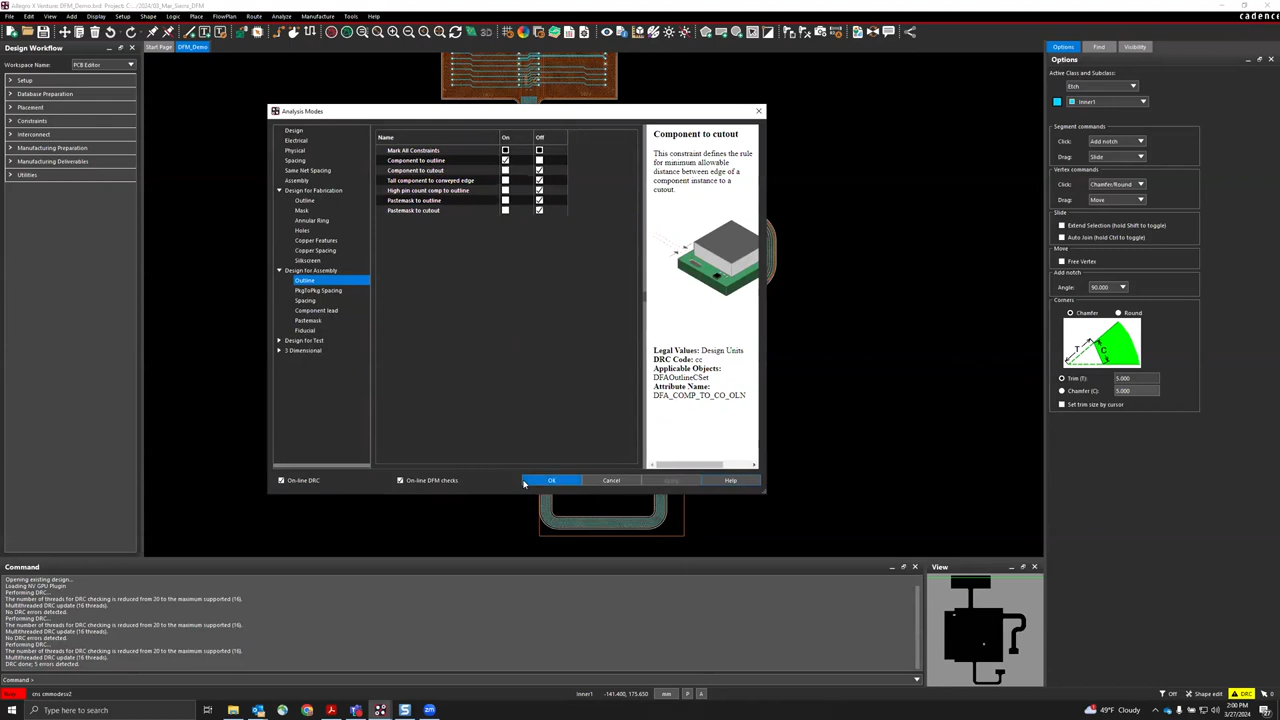 Allegro X Venture: DFM_Demo.brd Project: C:/2024/03_Mar_Sierra_DFM
File Edit View Add Display Setup Shape Logic Place FlowPlan Route Analyze Manufacture Tools Help
cadence
Design Workflow
Start Page DFM_Demo
Options Find Visibility
Workspace Name: PCB Editor
Setup
Database Preparation
Placement
Constraints
Interconnect
Manufacturing Preparation
Manufacturing Deliverables
Utilities
Analysis Modes
Design
Electrical
Physical
Spacing
Same Net Spacing
Assembly
Design for Fabrication
Outline
Mask
Annular Ring
Holes
Copper Features
Copper Spacing
Silkscreen
Design for Assembly
Outline
PkgToPkg Spacing
Spacing
Component lead
Pastemask
Fiducial
Design for Test
3 Dimensional
Name On Off
Mark All Constraints
Component to outline
Component to cutout
Tall component to conveyed edge
High pin count comp to outline
Pastemask to outline
Pastemask to cutout
Component to cutout
This constraint defines the rule
for minimum allowable
distance between edge of a
component instance to a
cutout.
Legal Values: Design Units
DRC Code: cc
Applicable Objects:
DFAOutlineCSet
Attribute Name:
DFA_COMP_TO_CO_OLN
On-line DRC On-line DFM checks OK Cancel Apply Help
Options
Active Class and Subclass:
Etch
Inner1
Segment commands
Click: Add notch
Drag: Slide
Vertex commands
Click: Chamfer/Round
Drag: Move
Slide
Extend Selection (hold Shift to toggle)
Auto Join (hold Ctrl to toggle)
Move
Free Vertex
Add notch
Angle: 90.000
Corners
Chamfer Round
T
C
Trim (T): 5.000
Chamfer (C): 5.000
Set trim size by cursor
Command
Opening existing design...
Loading NV GPU Plugin
Performing DRC...
The number of threads for DRC checking is reduced from 20 to the maximum supported (16).
Multithreaded DRC update (16 threads).
No DRC errors detected.
Performing DRC...
The number of threads for DRC checking is reduced from 20 to the maximum supported (16).
Multithreaded DRC update (16 threads).
No DRC errors detected.
Performing DRC...
The number of threads for DRC checking is reduced from 20 to the maximum supported (16).
Multithreaded DRC update (16 threads).
DRC done; 5 errors detected.
Command >
View
cns cmmodesv2 Inner1 -141.400, 175.650 mm P A Off Shape edit DRC 0
Type here to search
49°F Cloudy
2:00 PM
3/27/2024